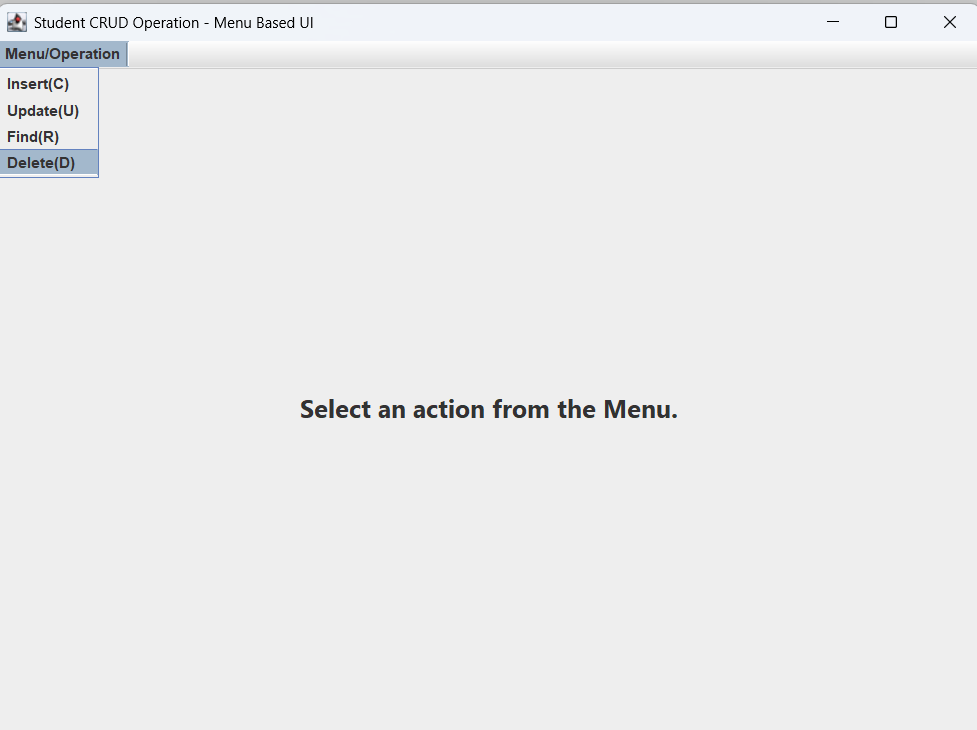 Student CRUD Operation - Menu Based UI
Menu/Operation
Insert(C)
Update(U)
Find(R)
Delete(D)
Select an action from the Menu.